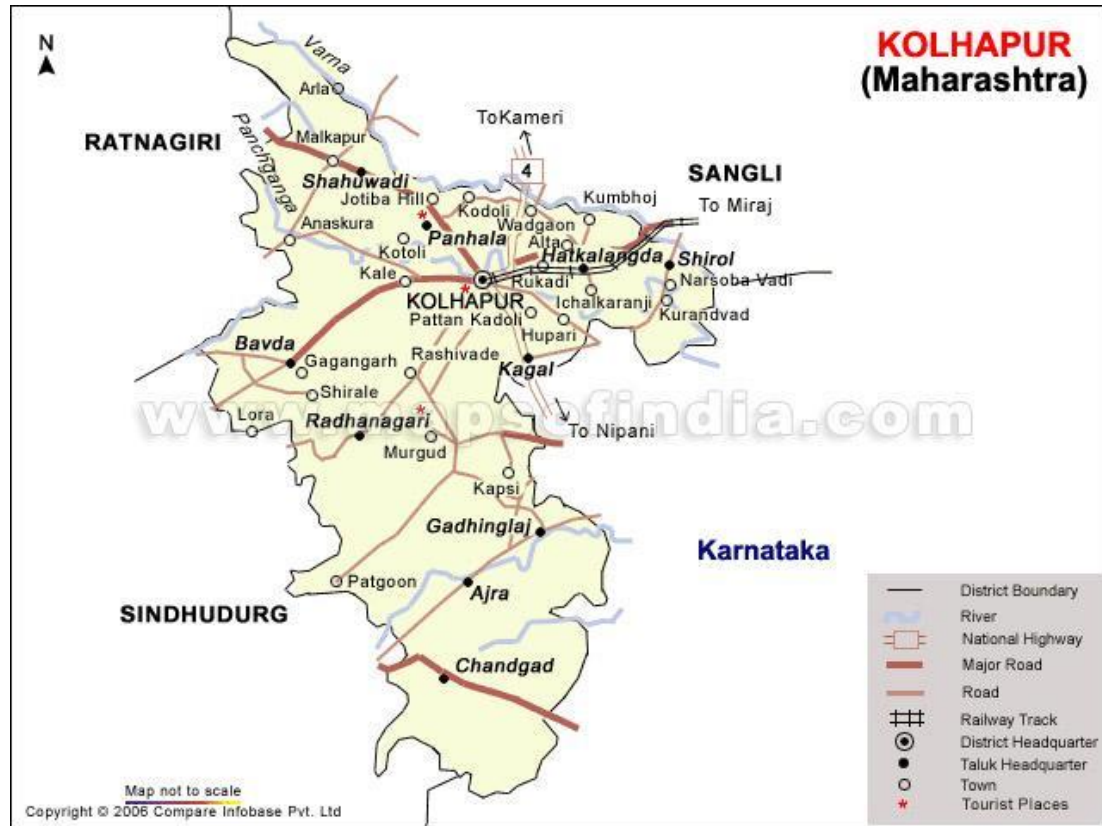 KOLHAPUR
(Maharashtra)
N
Varna
Arla
ToKameri
RATNAGIRI
Panchganga
Malkapur
4
SANGLI
Shahuwadi
Kumbhoj
To Miraj
Jotiba Hill
Kodoli
Wadgaon
Anaskura
Panhala
Alta
Kotoli
Hatkalangda
Shirol
Kale
Rukadi
Narsoba Vadi
KOLHAPUR
Ichalkaranji
Pattan Kadoli
Kurandvad
Hupari
Bavda
Gagangarh
Rashivade
Kagal
Shirale
www.mapsofindia.com
Lora
Radhanagari
To Nipani
Murgud
Kapsi
Gadhinglaj
Karnataka
Patgoon
Ajra
SINDHUDURG
Chandgad
District Boundary
River
National Highway
Major Road
Road
Railway Track
District Headquarter
Taluk Headquarter
Town
Tourist Places
Map not to scale
Copyright © 2006 Compare Infobase Pvt. Ltd